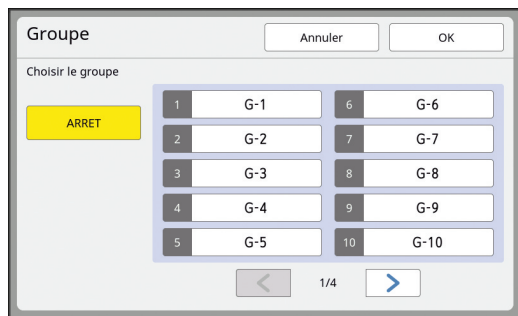 Groupe Annuler OK
Choisir le groupe
ARRET
1 G-1 6 G-6
2 G-2 7 G-7
3 G-3 8 G-8
4 G-4 9 G-9
5 G-5 10 G-10
1/4